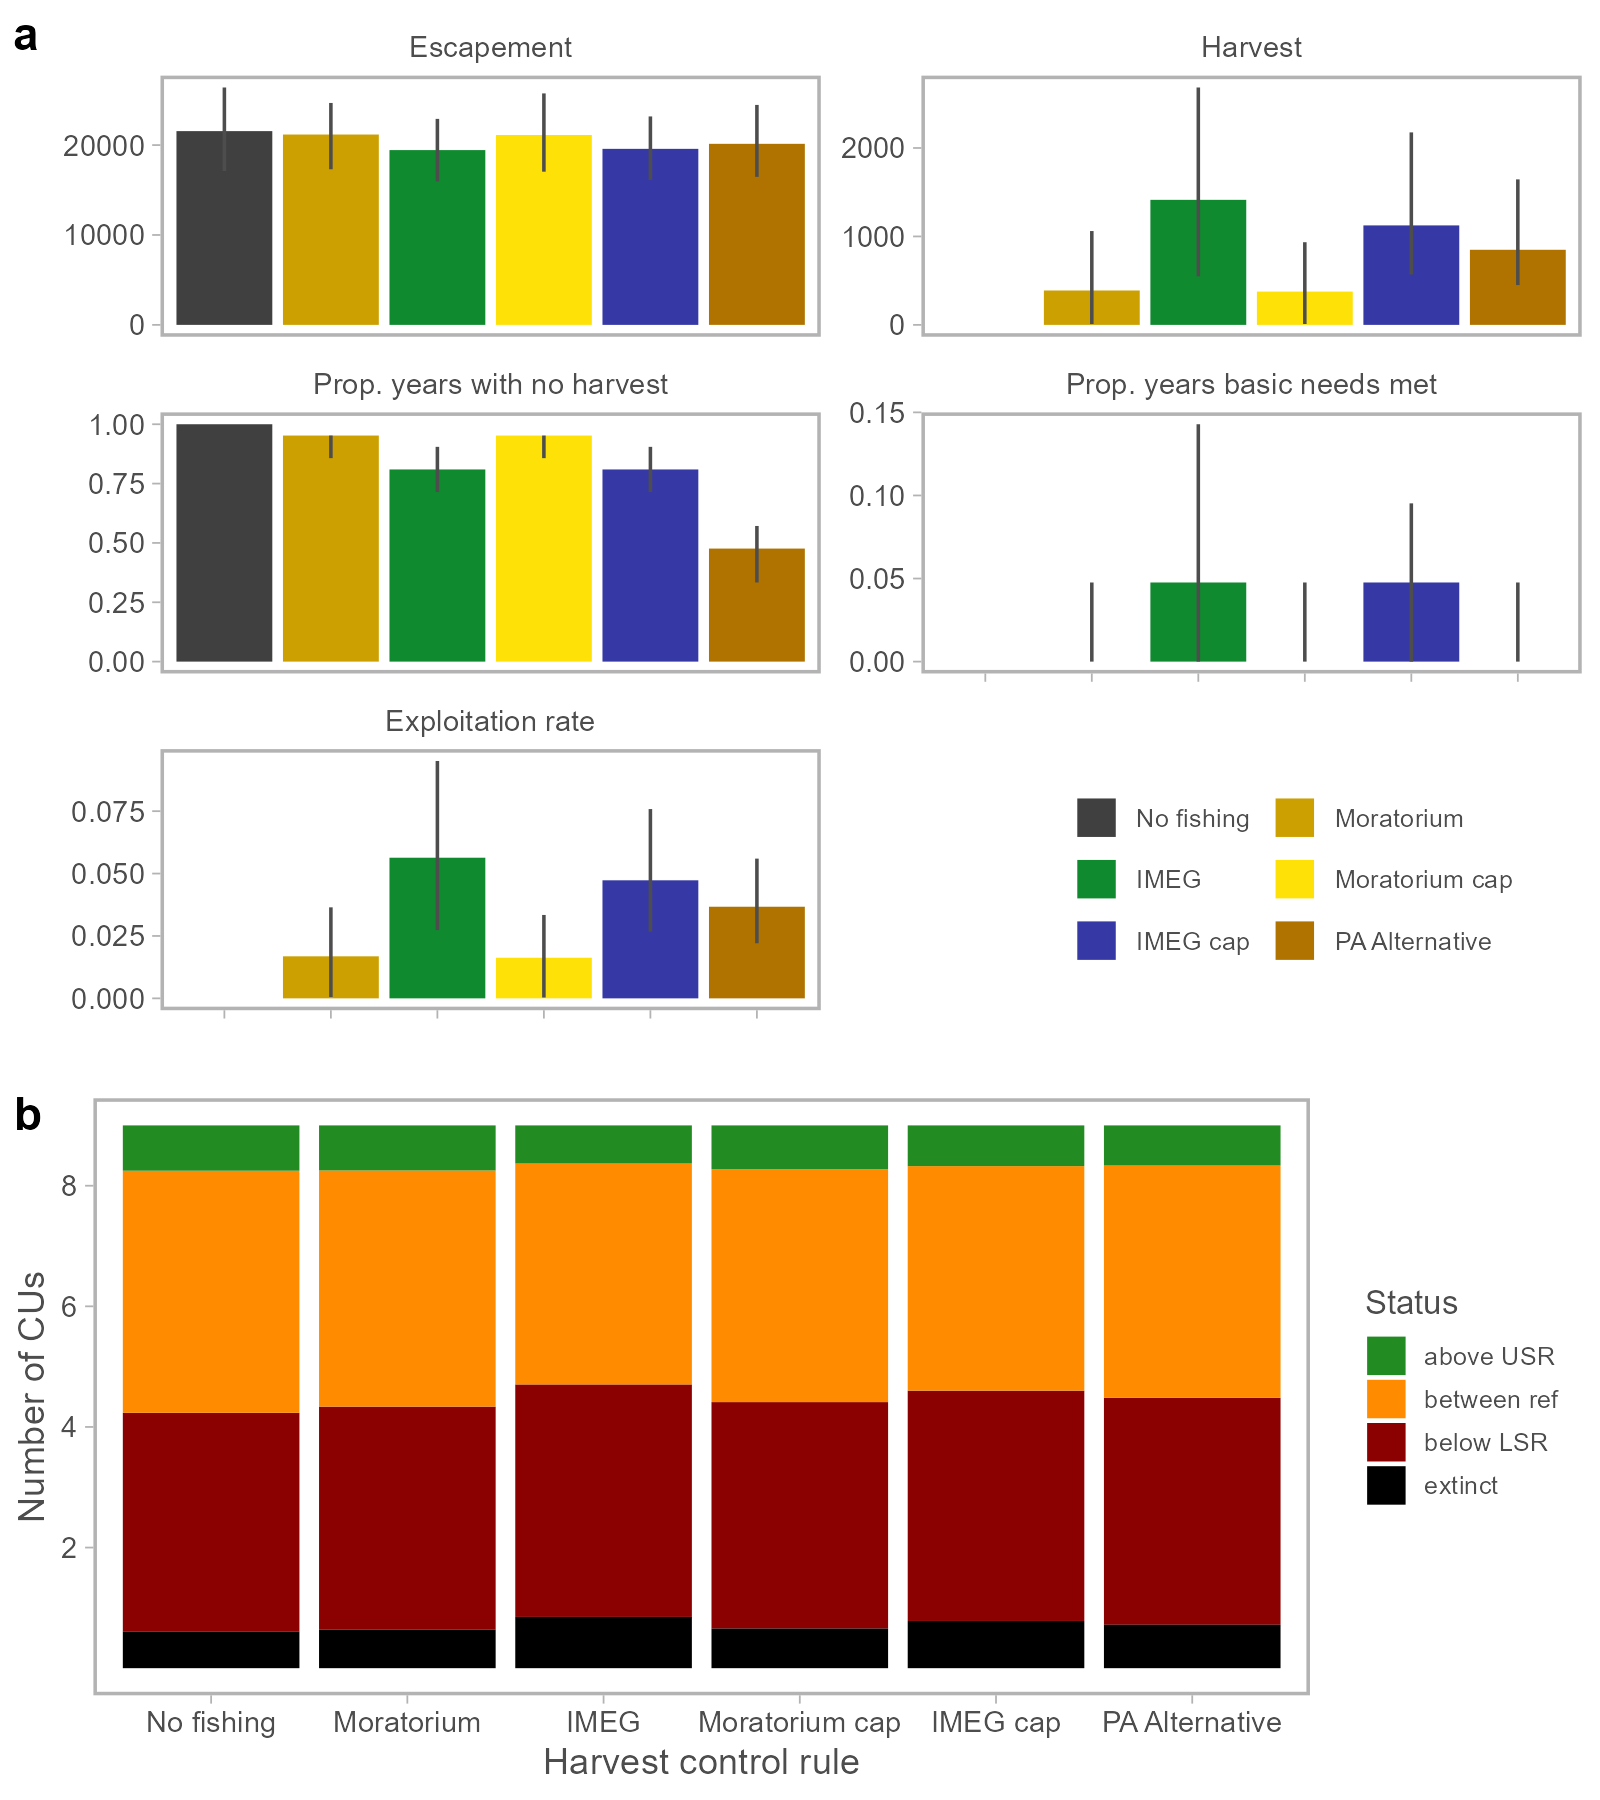 a
Escapement
Harvest
20000
10000
0
2000
1000
0
Prop. years with no harvest
Prop. years basic needs met
1.00
0.75
0.50
0.25
0.00
0.15
0.10
0.05
0.00
Exploitation rate
0.075
0.050
0.025
0.000
No fishing
Moratorium
IMEG
Moratorium cap
IMEG cap
PA Alternative
b
Number of CUs
8
6
4
2
Status
above USR
between ref
below LSR
extinct
No fishing
Moratorium
IMEG
Moratorium cap
IMEG cap
PA Alternative
Harvest control rule